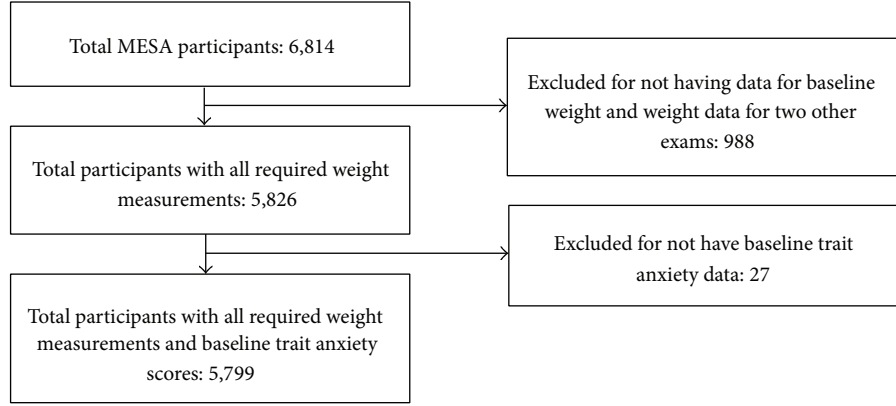 Total MESA participants: 6,814
Excluded for not having data for baseline
weight and weight data for two other
exams: 988
Total participants with all required weight
measurements: 5,826
Excluded for not have baseline trait
anxiety data: 27
Total participants with all required weight
measurements and baseline trait anxiety
scores: 5,799